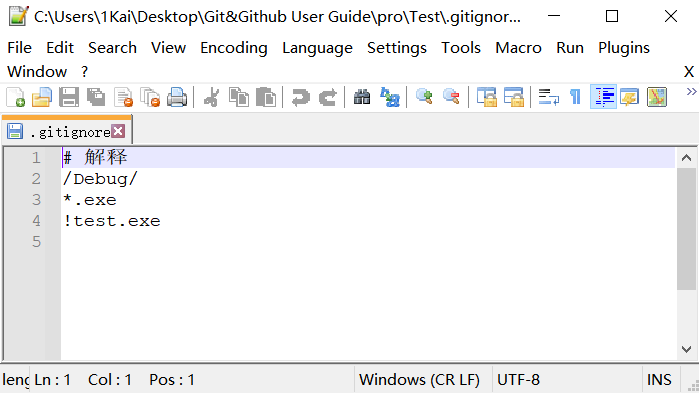 C:\Users\1Kai\Desktop\Git&Github User Guide\pro\Test\.gitignor...
File Edit Search View Encoding Language Settings Tools Macro Run Plugins
Window ? X
.gitignore
1 # 解释
2 /Debug/
3 *.exe
4 !test.exe
5
leng Ln : 1 Col : 1 Pos : 1 Windows (CR LF) UTF-8 INS